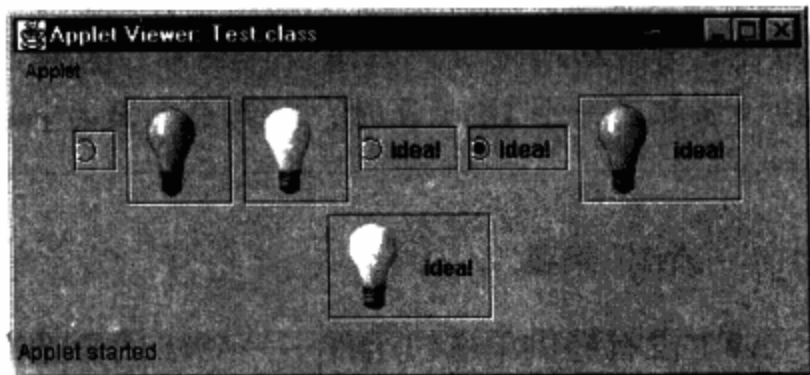 Applet Viewer: Test.class
Applet
ideal
ideal
ideal
ideal
Applet started.